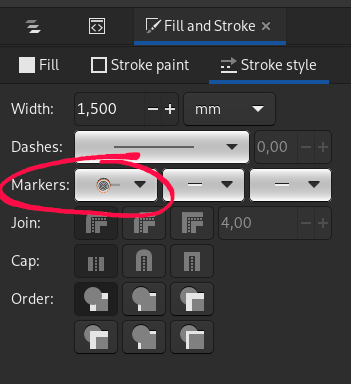 Fill and Stroke
Fill Stroke paint Stroke style
Width: 1,500 mm
Dashes: 0,00
Markers:
Join: 4,00
Cap:
Order: